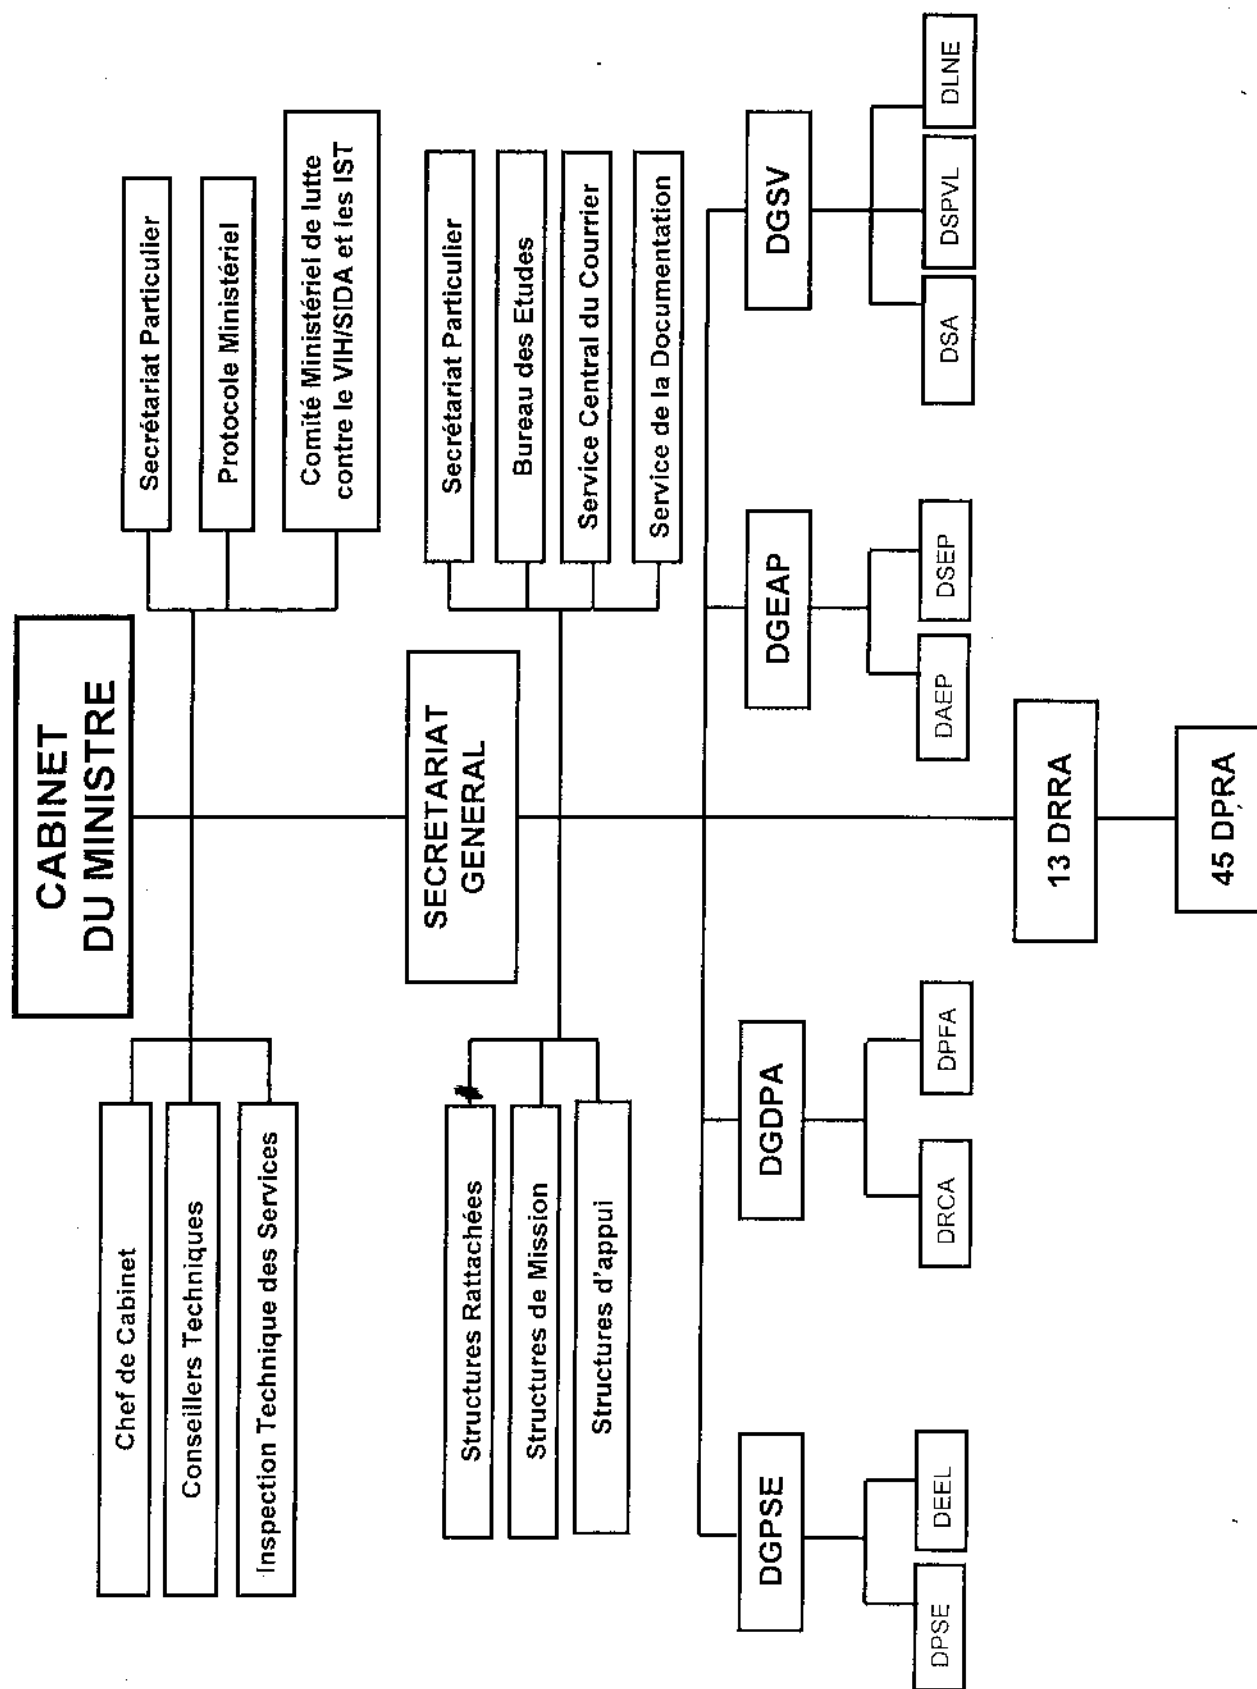 CABINET
DU MINISTRE
Chef de Cabinet
Conseillers Techniques
Inspection Technique des Services
Secrétariat Particulier
Protocole Ministériel
Comité Ministériel de lutte
contre le VIH/SIDA et les IST
SECRETARIAT
GENERAL
Structures Rattachées
Structures de Mission
Structures d'appui
Secrétariat Particulier
Bureau des Etudes
Service Central du Courrier
Service de la Documentation
DGPSE
DGDPA
DGEAP
DGSV
DPSE
DEEL
DRCA
DPFA
DAEP
DSEP
DSA
DSPVL
DLNE
13 DRRA
45 DPRA